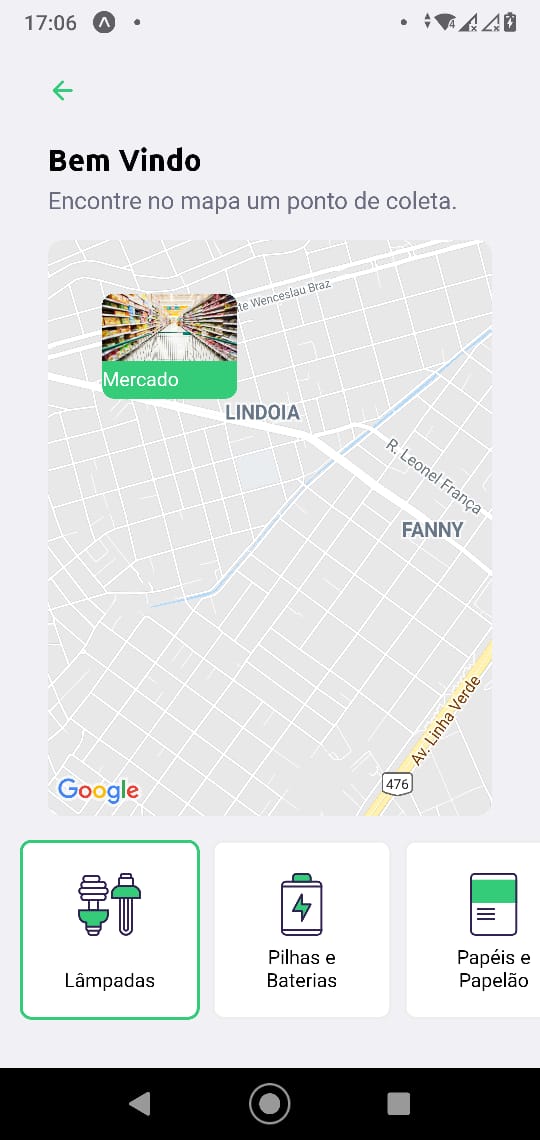 17:06
Bem Vindo
Encontre no mapa um ponto de coleta.
te Wenceslau Braz
Mercado
LINDOIA
R. Leonel França
FANNY
Av. Linha Verde
476
Google
Lâmpadas
Pilhas e
Baterias
Papéis e
Papelão